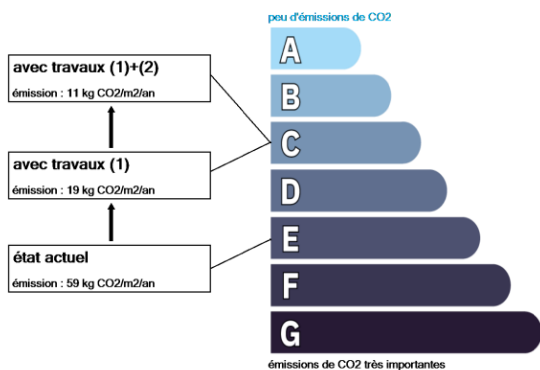 peu d'émissions de CO2
A
avec travaux (1)+(2)
émission : 11 kg CO2/m2/an
B
C
avec travaux (1)
émission : 19 kg CO2/m2/an
D
E
état actuel
émission : 59 kg CO2/m2/an
F
G
émissions de CO2 très importantes